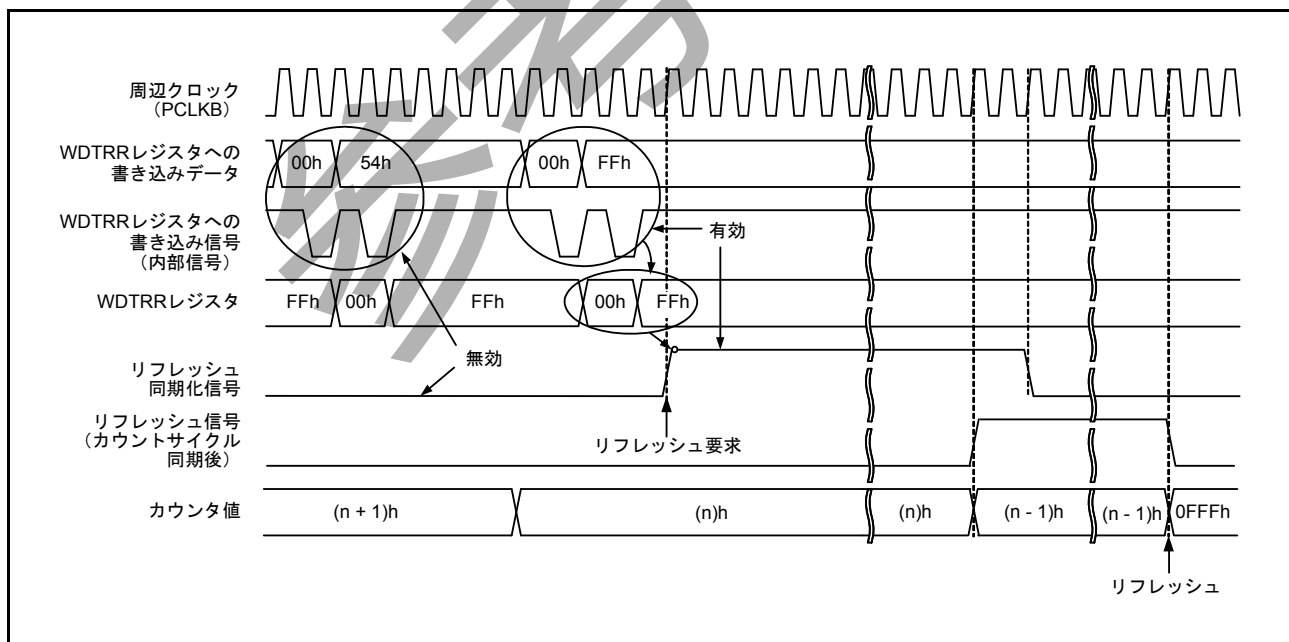 周辺クロック
（PCLKB）
WDTRRレジスタへの
書き込みデータ
00h
54h
00h
FFh
WDTRRレジスタへの
書き込み信号
（内部信号）
有効
WDTRRレジスタ
FFh
00h
FFh
00h
FFh
無効
リフレッシュ
同期化信号
リフレッシュ要求
リフレッシュ信号
（カウントサイクル
同期後）
カウンタ値
(n + 1)h
(n)h
(n)h
(n - 1)h
(n - 1)h
0FFFh
リフレッシュ